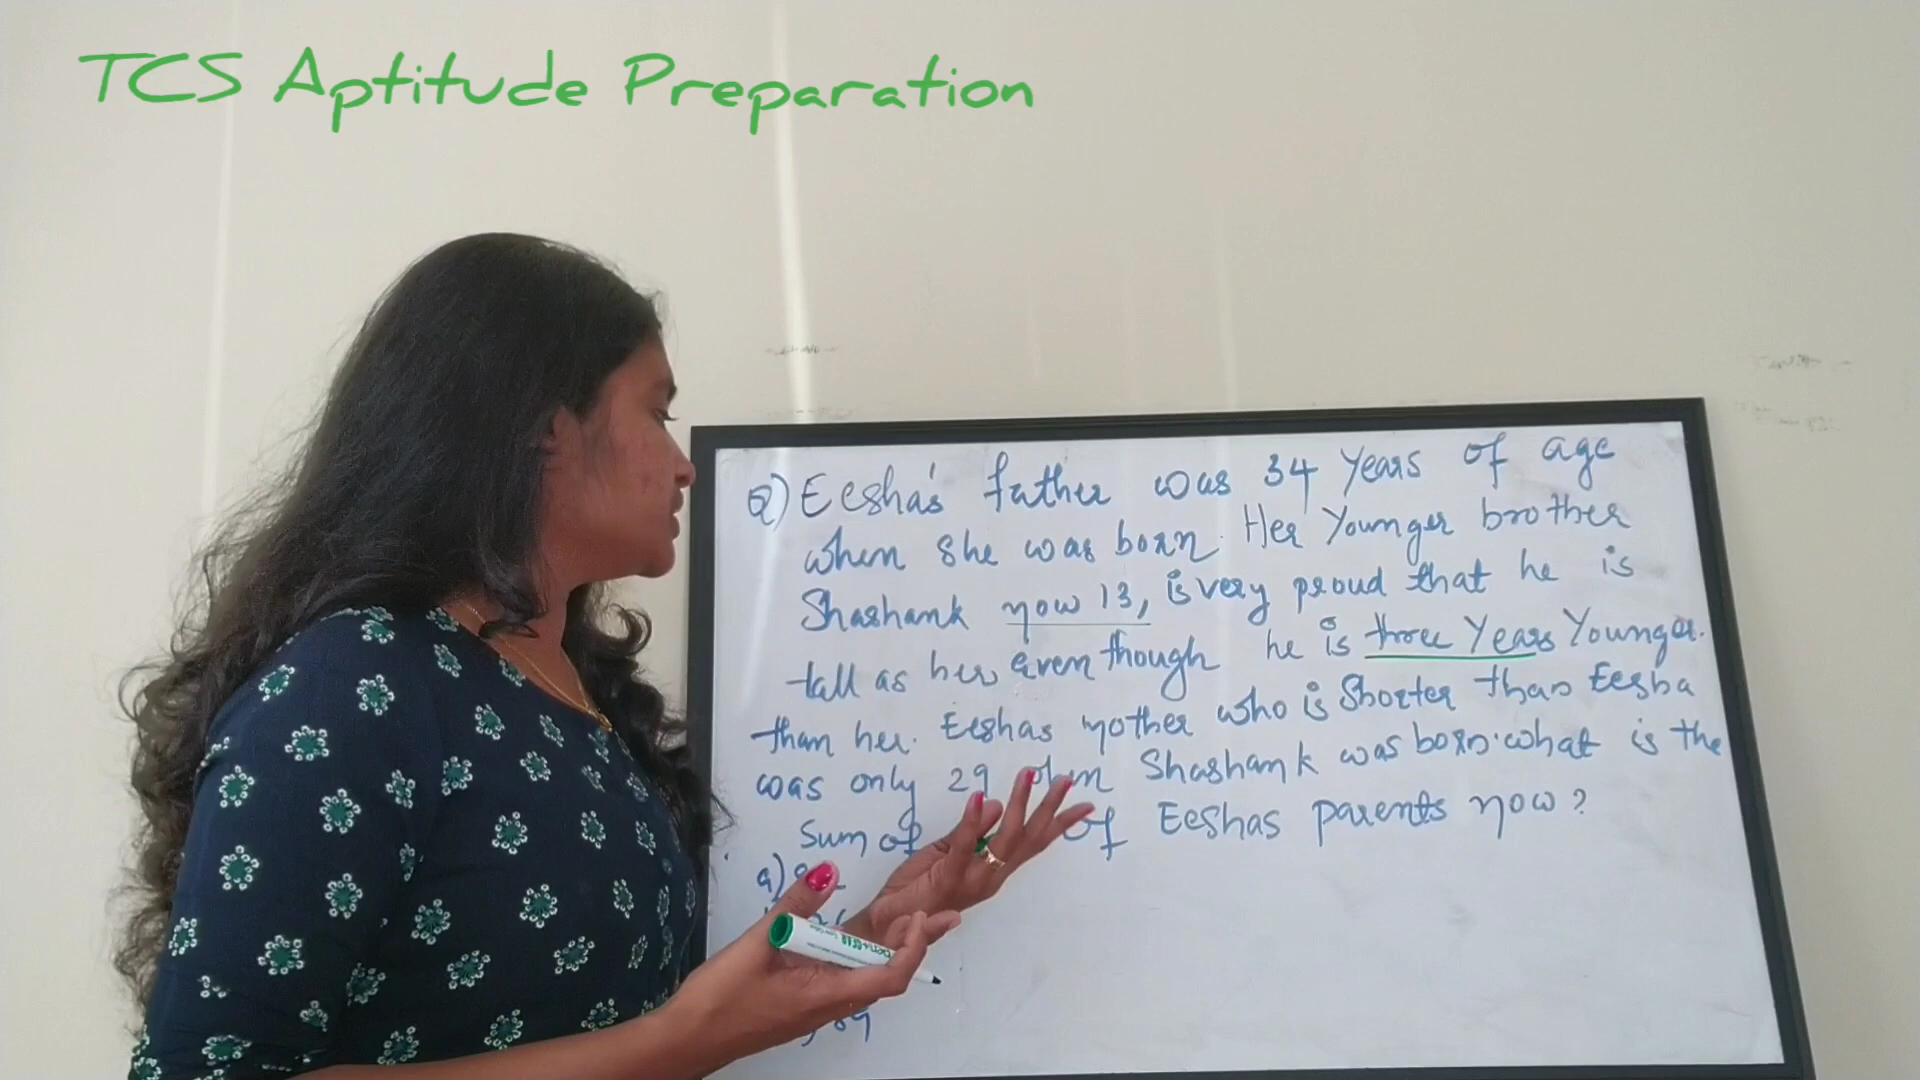 TCS Aptitude Preparation
Q) Eesha's father was 34 years of age
when she was born. Her Younger brother
Shashank now 13, is very proud that he is
tall as her even though he is three years Younger.
than her. Eeshas mother who is shorter than Eesha
was only 29 when Shashank was born. what is the
Sum of of Eeshas parents now?
a)